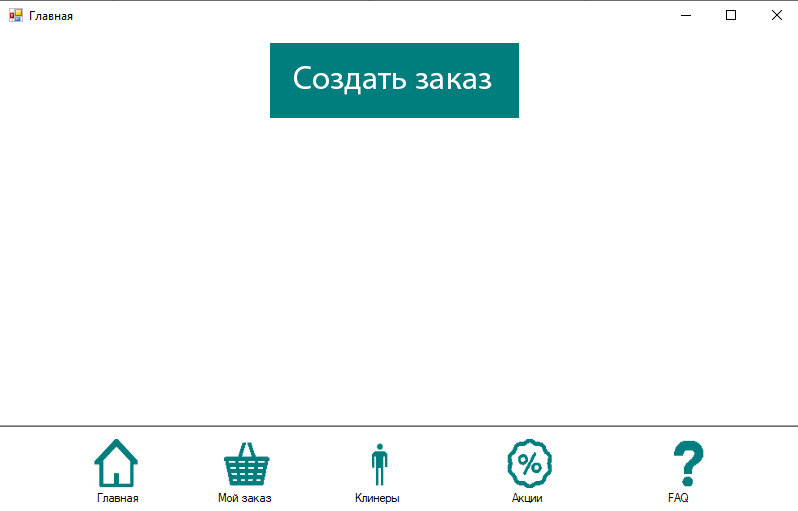 Главная
Создать заказ
Главная
Мой заказ
Клинеры
Акции
FAQ